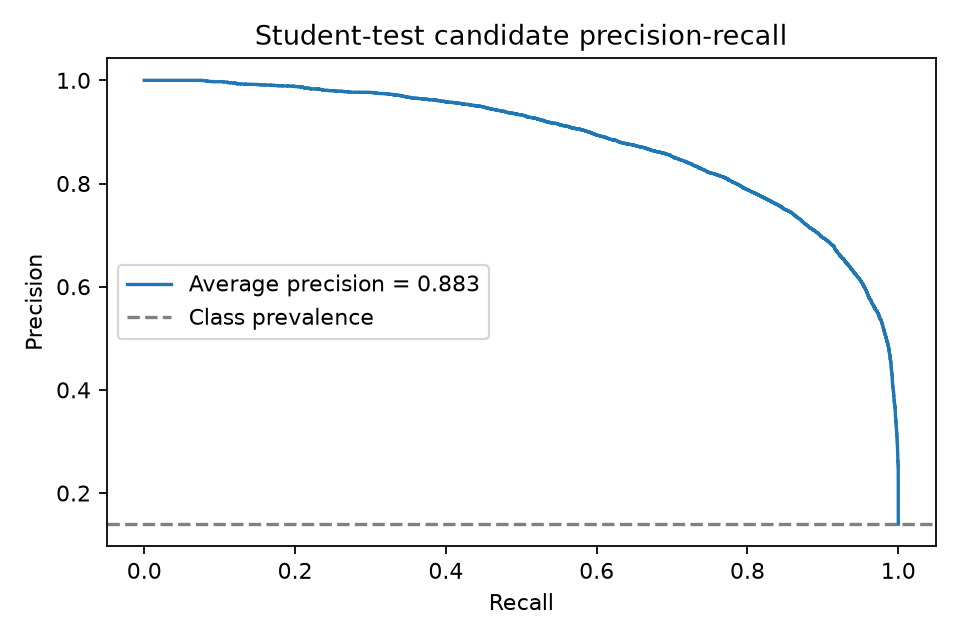 Student-test candidate precision-recall
1.0
0.8
0.6
0.4
0.2
Precision
Average precision = 0.883
Class prevalence
0.0 0.2 0.4 0.6 0.8 1.0
Recall